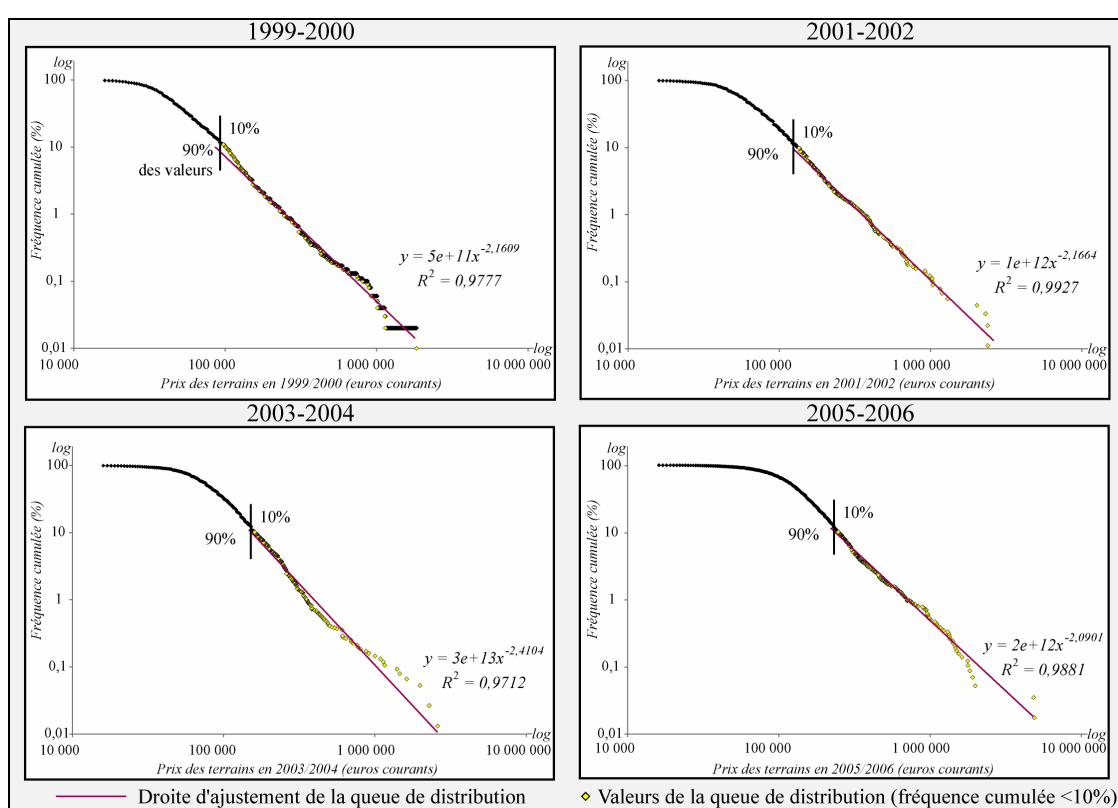 1999-2000
log
100
10
1
0,1
0,01
Fréquence cumulée (%)
10%
90%
des valeurs
y = 5e+11x^-2,1609
R² = 0,9777
10 000
100 000
1 000 000
10 000 000
log
Prix des terrains en 1999/2000 (euros courants)
2001-2002
log
100
10
1
0,1
0,01
Fréquence cumulée (%)
10%
90%
y = 1e+12x^-2,1664
R² = 0,9927
10 000
100 000
1 000 000
10 000 000
log
Prix des terrains en 2001/2002 (euros courants)
2003-2004
log
100
10
1
0,1
0,01
Fréquence cumulée (%)
10%
90%
y = 3e+13x^-2,4104
R² = 0,9712
10 000
100 000
1 000 000
10 000 000
log
Prix des terrains en 2003/2004 (euros courants)
2005-2006
log
100
10
1
0,1
0,01
Fréquence cumulée (%)
10%
90%
y = 2e+12x^-2,0901
R² = 0,9881
10 000
100 000
1 000 000
10 000 000
log
Prix des terrains en 2005/2006 (euros courants)
Droite d'ajustement de la queue de distribution
Valeurs de la queue de distribution (fréquence cumulée <10%)